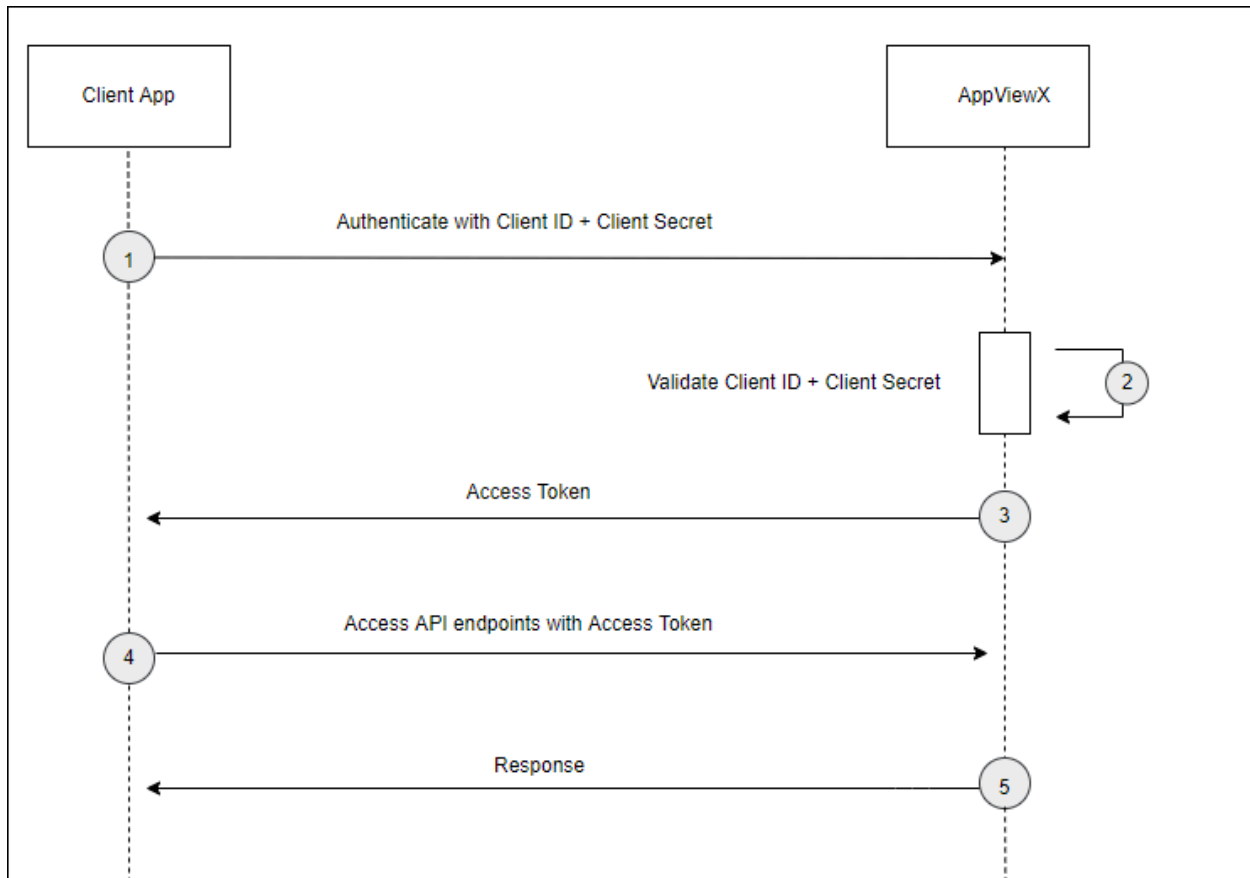 Client App
AppViewX
Authenticate with Client ID + Client Secret
1
Validate Client ID + Client Secret
2
Access Token
3
Access API endpoints with Access Token
4
Response
5